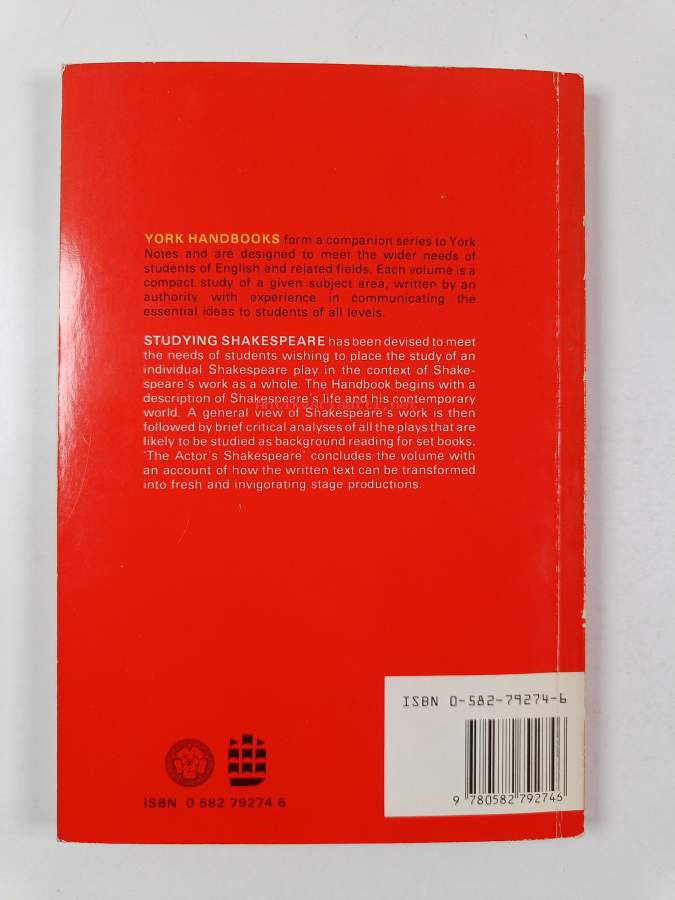 YORK HANDBOOKS form a companion series to York
Notes and are designed to meet the wider needs of
students of English and related fields. Each volume is a
compact study of a given subject area, written by an
authority with experience in communicating the
essential ideas to students of all levels.
STUDYING SHAKESPEARE has been devised to meet
the needs of students wishing to place the study of an
individual Shakespeare play in the context of Shake-
speare's work as a whole. The Handbook begins with a
description of Shakespeare's life and his contemporary
world. A general view of Shakespeare's work is then
followed by brief critical analyses of all the plays that are
likely to be studied as background reading for set books.
'The Actor's Shakespeare' concludes the volume with
an account of how the written text can be transformed
into fresh and invigorating stage productions.
ISBN 0-582-79274-6
9 780582 792746
ISBN 0 582 79274 6